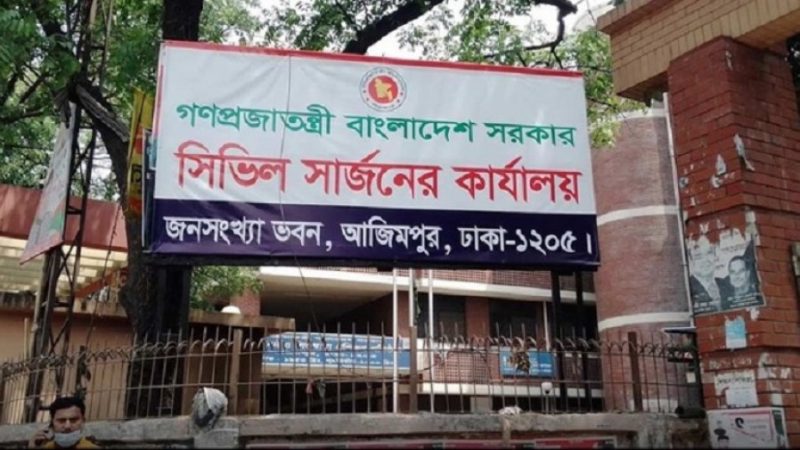 গণপ্রজাতন্ত্রী বাংলাদেশ সরকার
সিভিল সার্জনের কার্যালয়
জনসংখ্যা ভবন, আজিমপুর, ঢাকা-১২০৫।